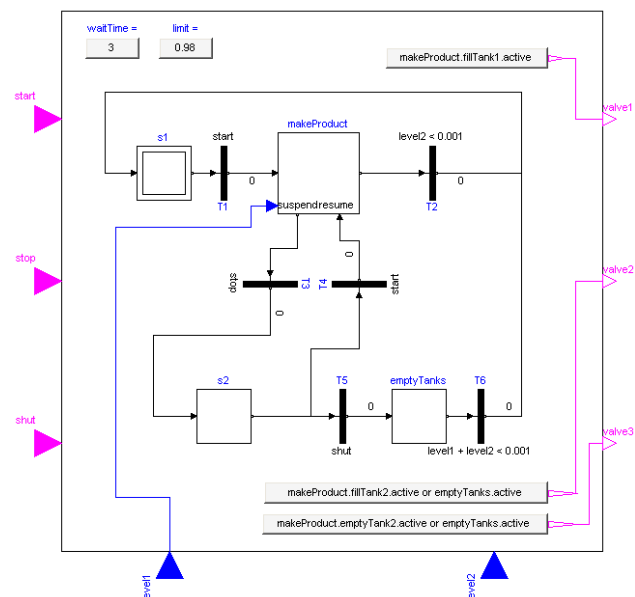 waitTime =
limit =
3
0.98
makeProduct.fillTank1.active
start
valve1
s1
start
makeProduct
level2 < 0.001
0
T1
suspend
resume
T2
0
stop
stop
T3
T4
start
0
0
valve2
s2
T5
emptyTanks
T6
0
0
shut
level1 + level2 < 0.001
shut
valve3
makeProduct.fillTank2.active or emptyTanks.active
makeProduct.emptyTank2.active or emptyTanks.active
level1
level2